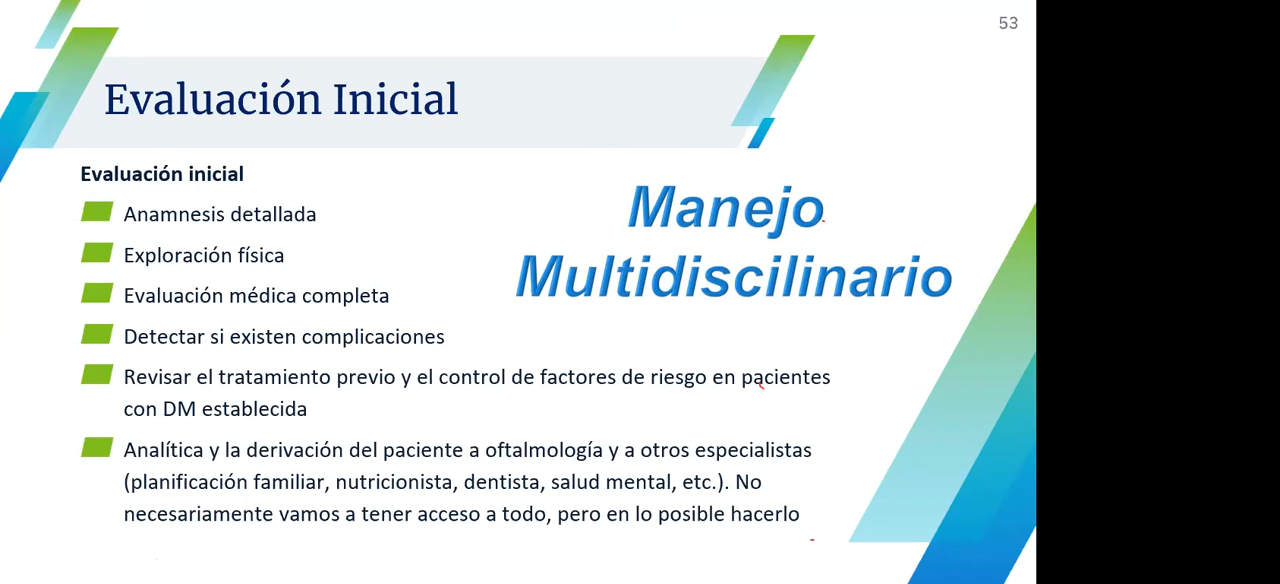 53
Evaluación Inicial
Evaluación inicial
Anamnesis detallada
Exploración física
Evaluación médica completa
Detectar si existen complicaciones
Revisar el tratamiento previo y el control de factores de riesgo en pacientes
con DM establecida
Analítica y la derivación del paciente a oftalmología y a otros especialistas
(planificación familiar, nutricionista, dentista, salud mental, etc.). No
necesariamente vamos a tener acceso a todo, pero en lo posible hacerlo
Manejo
Multidiscilinario